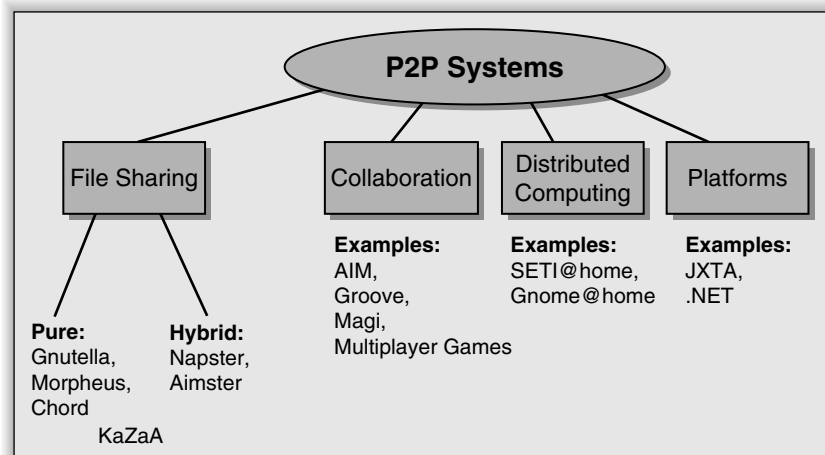 P2P Systems
File Sharing
Collaboration
Distributed
Computing
Platforms
Pure:
Gnutella,
Morpheus,
Chord
KaZaA
Hybrid:
Napster,
Aimster
Examples:
AIM,
Groove,
Magi,
Multiplayer Games
Examples:
SETI@home,
Gnome@home
Examples:
JXTA,
.NET